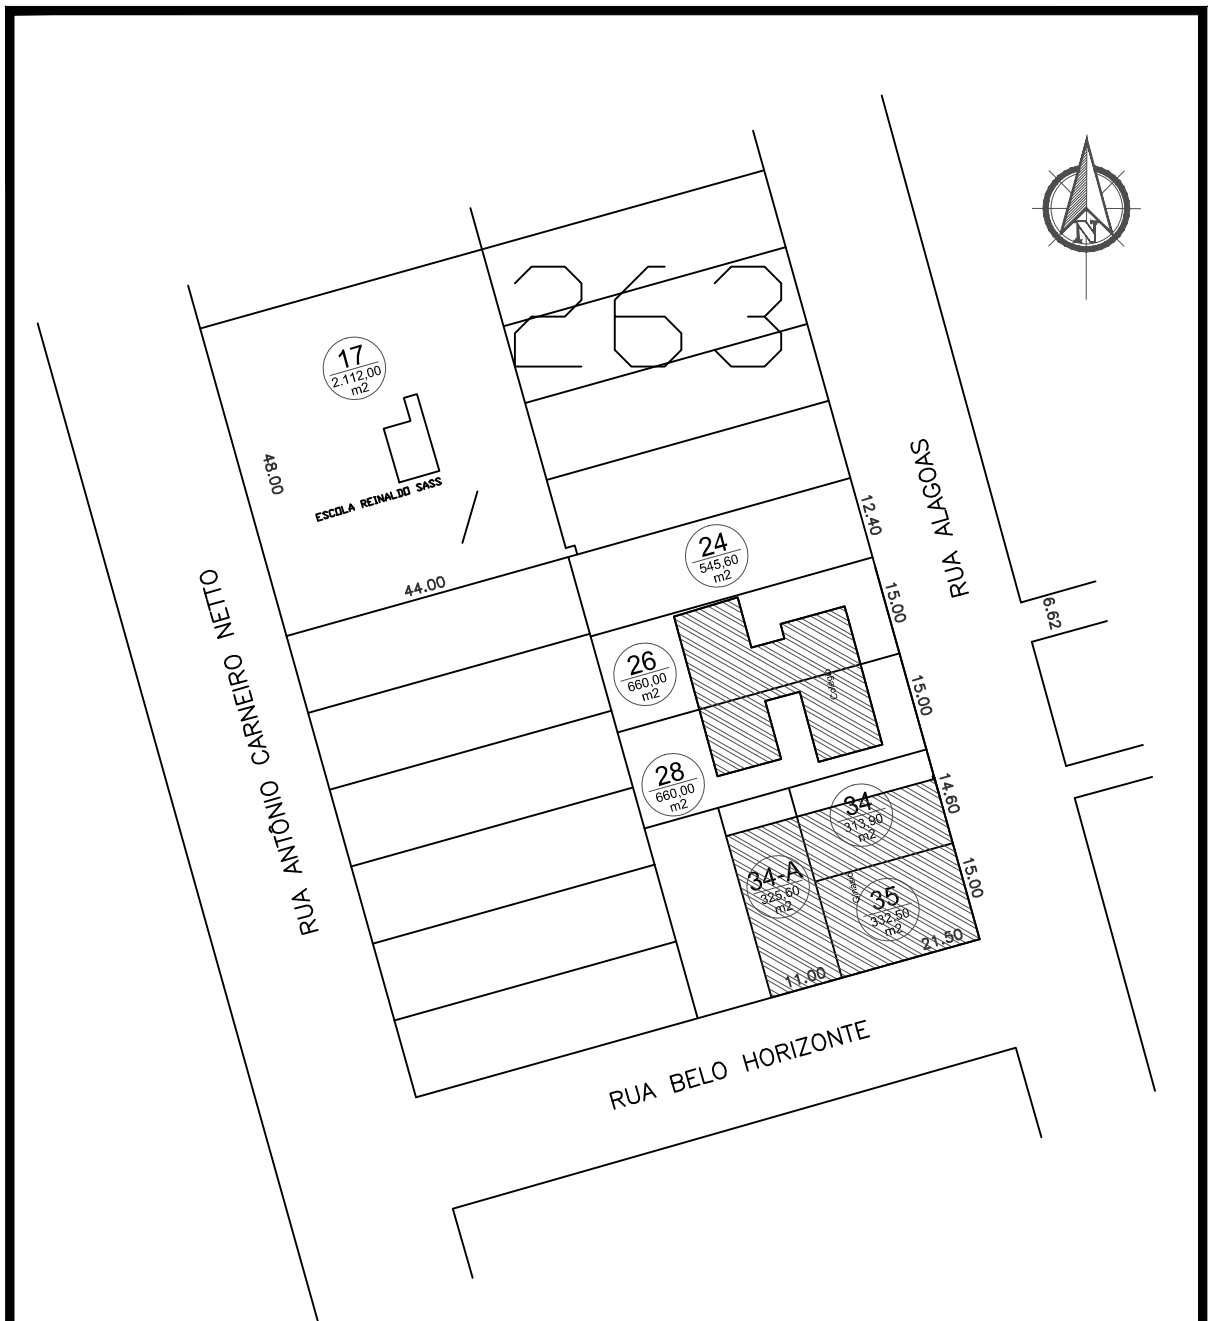 N
263
17
2.112,00
m2
48.00
ESCOLA REINALDO SASS
44.00
RUA ALAGOAS
12.40
24
545,60
m2
15.00
6.62
26
660,00
m2
15.00
28
660,00
m2
14.60
34
313,90
m2
34-A
325,60
m2
15.00
35
332,50
m2
21.50
11.00
RUA ANTÔNIO CARNEIRO NETTO
RUA BELO HORIZONTE